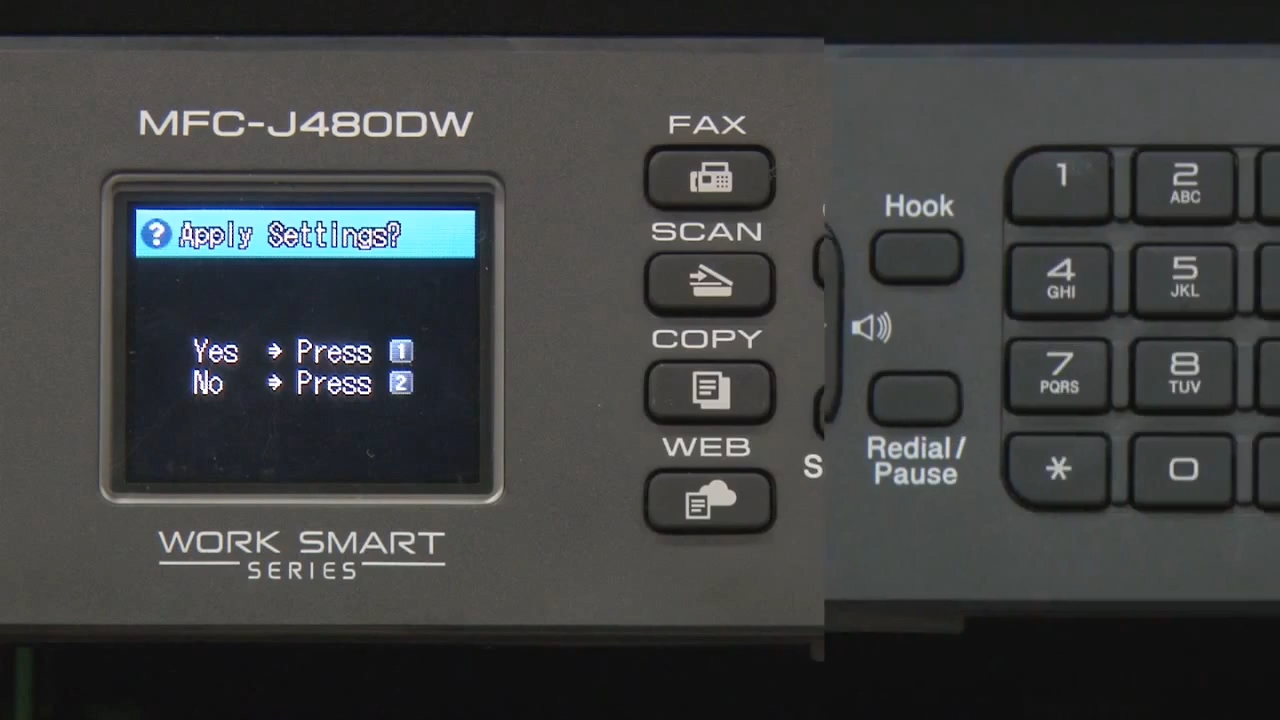 MFC-J480DW
? Apply Settings?
Yes → Press 1
No → Press 2
WORK SMART
SERIES
FAX
SCAN
COPY
WEB
S
Hook
Redial/
Pause
1
2
ABC
4
GHI
5
JKL
7
PQRS
8
TUV
*
0